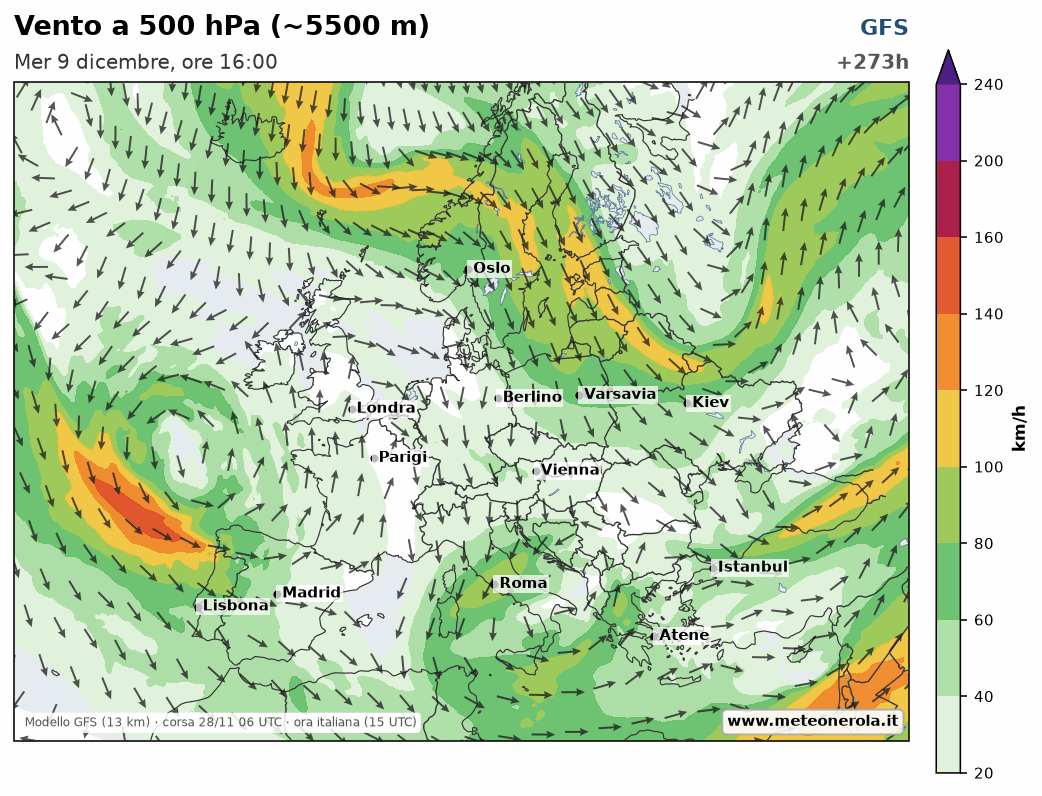 Vento a 500 hPa (~5500 m)
GFS
Mer 9 dicembre, ore 16:00
+273h
Oslo
Berlino
Varsavia
Kiev
Londra
Parigi
Vienna
Istanbul
Roma
Madrid
Lisbona
Atene
Modello GFS (13 km) · corsa 28/11 06 UTC · ora italiana (15 UTC)
www.meteonerola.it
240
200
160
140
120
100
80
60
40
20
km/h